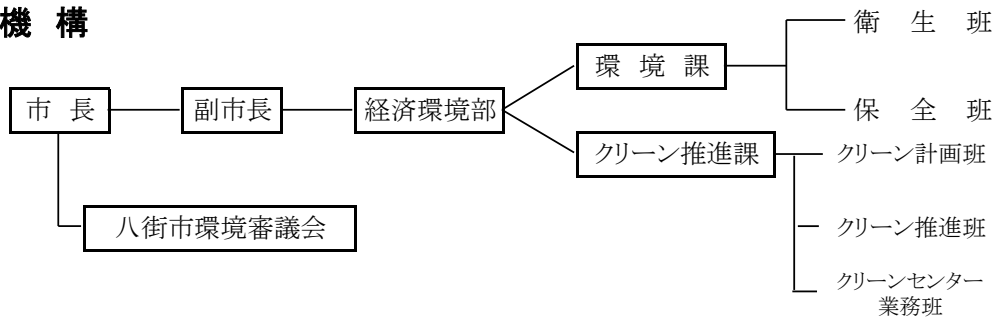 機 構
市 長
副市長
経済環境部
環 境 課
衛 生 班
保 全 班
クリーン推進課
クリーン計画班
クリーン推進班
クリーンセンター
業務班
八街市環境審議会